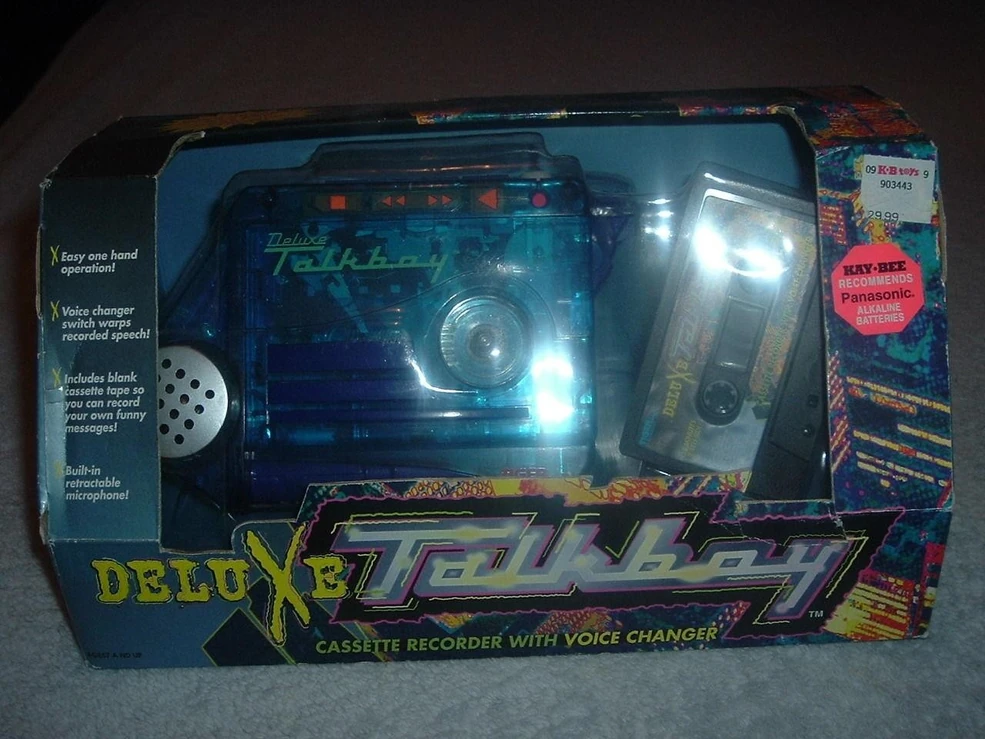 09 K·B toys 9
903443
29.99
KAY·BEE
RECOMMENDS
Panasonic.
ALKALINE
BATTERIES
Deluxe
Talkboy
X Easy one hand
operation!
X Voice changer
switch warps
recorded speech!
X Includes blank
cassette tape so
you can record
your own funny
messages!
Built-in
retractable
microphone!
DELUXE
DELUXE Talkboy TM
CASSETTE RECORDER WITH VOICE CHANGER